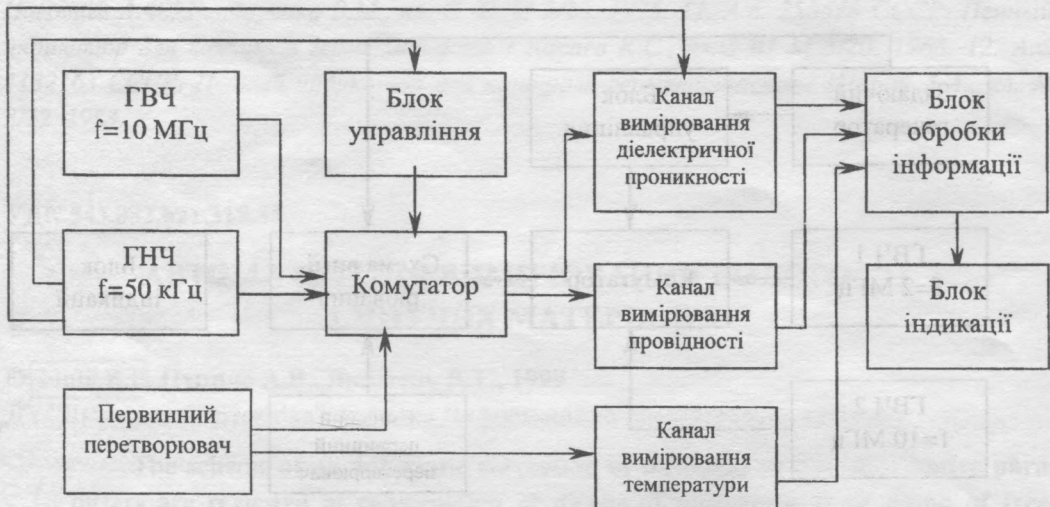 ГВЧ
f=10 МГц
Блок
управління
Канал
вимірювання
діелектричної
проникності
Блок
обробки
інформації
ГНЧ
f=50 кГц
Комутатор
Канал
вимірювання
провідності
Блок
індикації
Первинний
перетворювач
Канал
вимірювання
температури